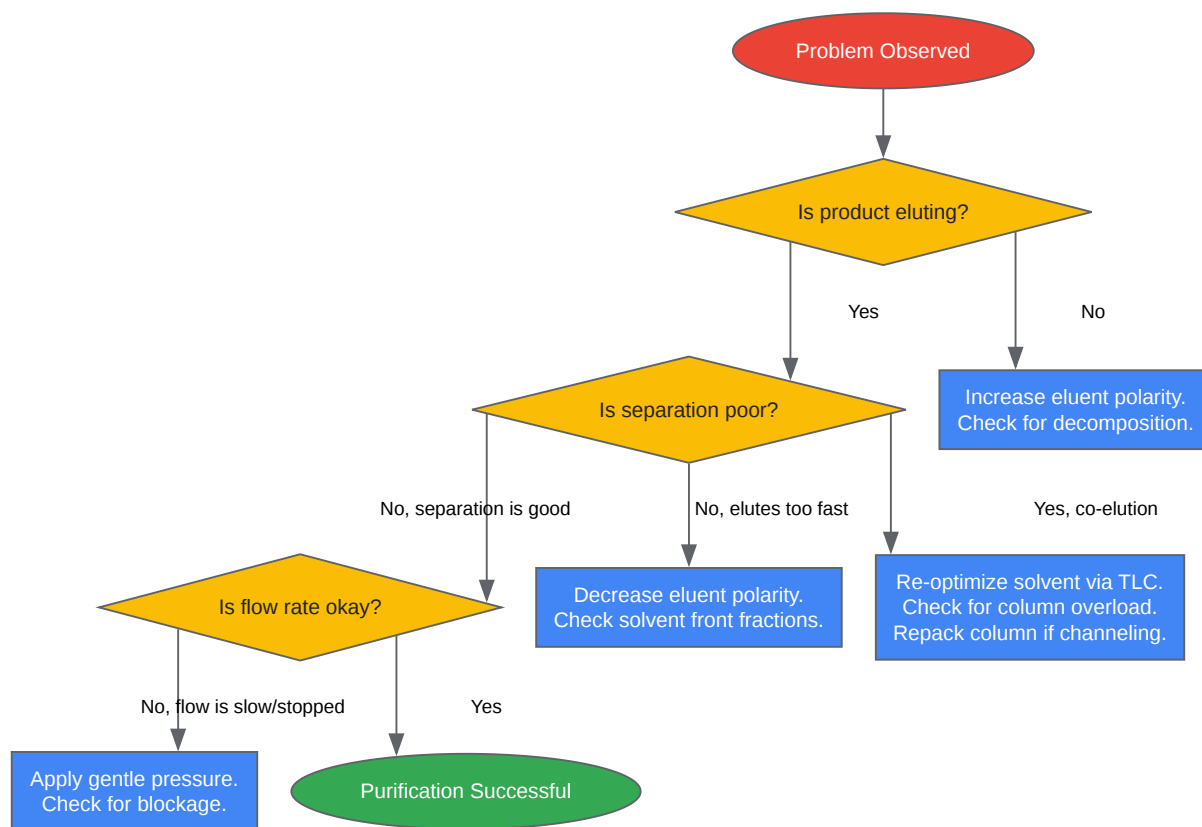 Problem Observed
Is product eluting?
Yes
No
Is separation poor?
Increase eluent polarity.
Check for decomposition.
No, separation is good
No, elutes too fast
Yes, co-elution
Is flow rate okay?
Decrease eluent polarity.
Check solvent front fractions.
Re-optimize solvent via TLC.
Check for column overload.
Repack column if channeling.
No, flow is slow/stopped
Yes
Apply gentle pressure.
Check for blockage.
Purification Successful